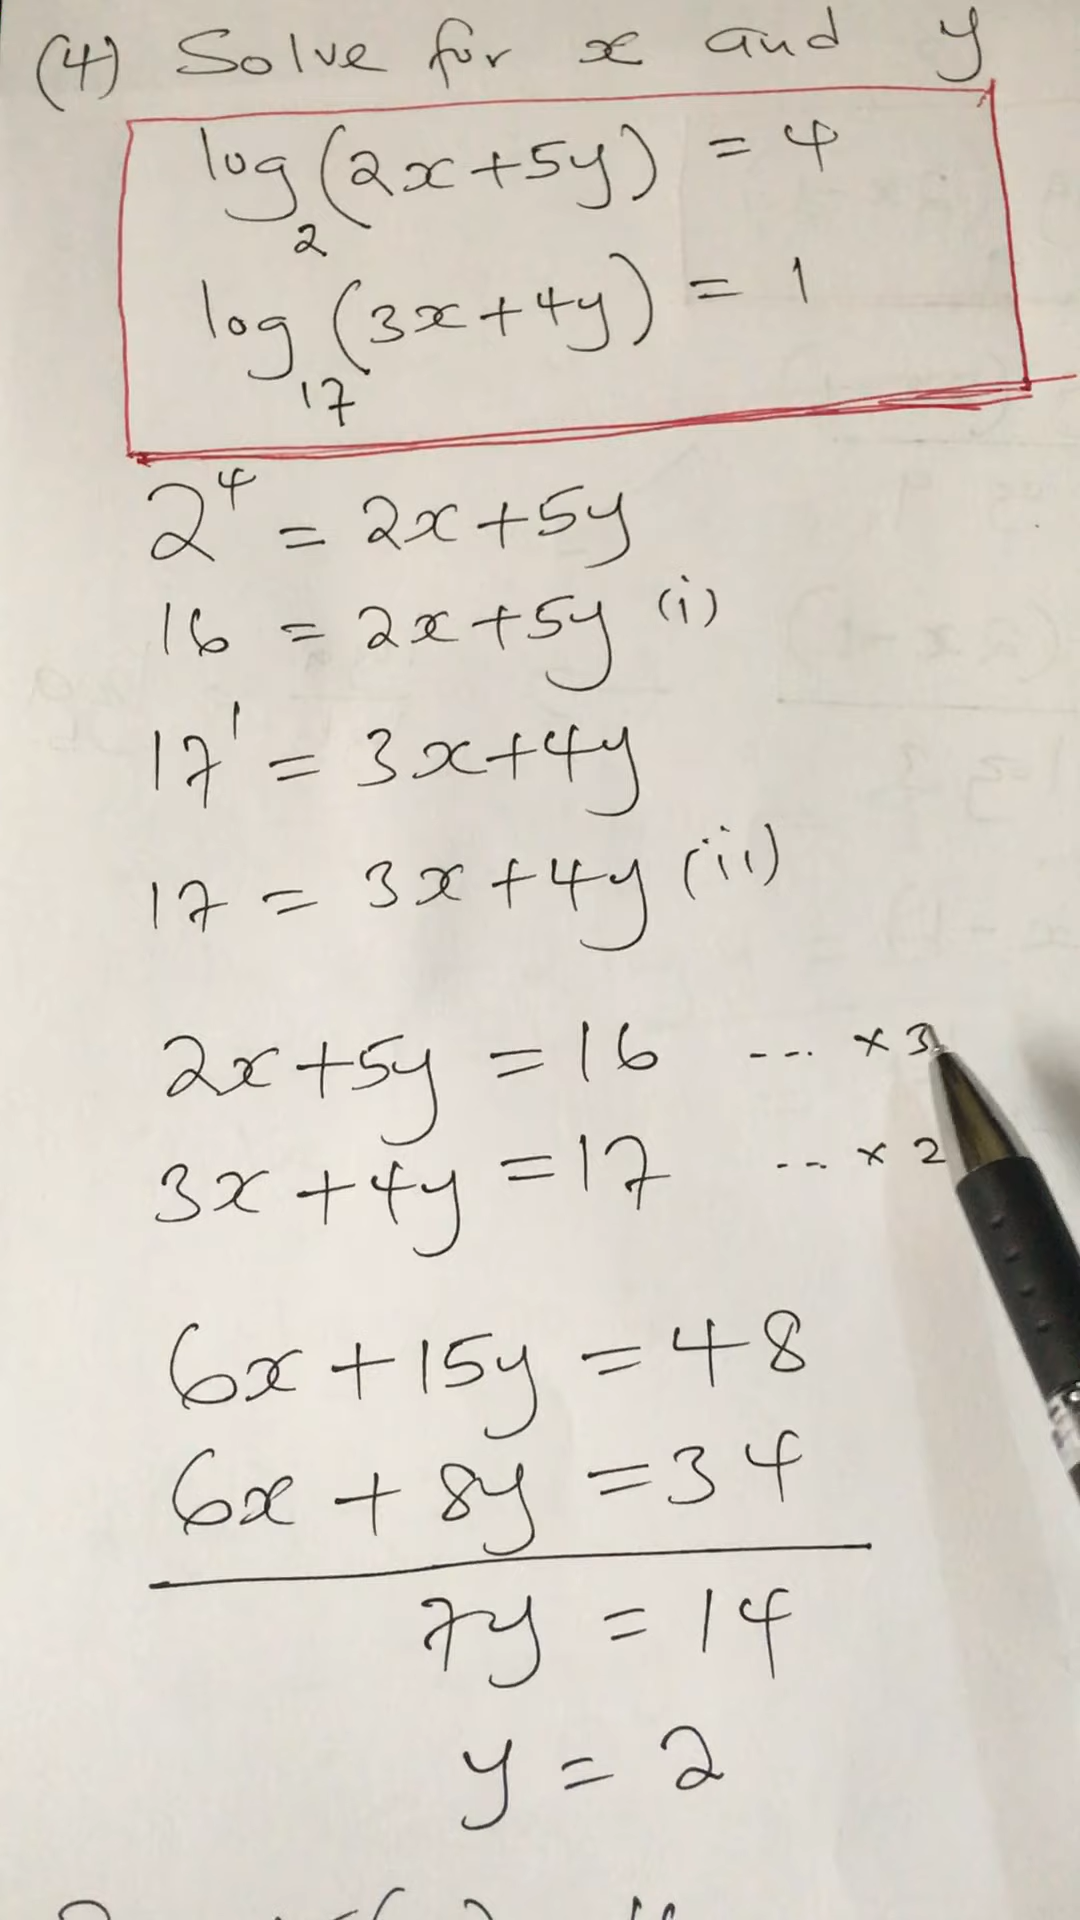 (4) Solve for x and y
log₂(2x+5y) = 4
log₁₇(3x+4y) = 1
2⁴ = 2x+5y
16 = 2x+5y (i)
17¹ = 3x+4y
17 = 3x+4y (ii)
2x+5y = 16 --- × 3
3x+4y = 17 --- × 2
6x+15y = 48
6x + 8y = 34
7y = 14
y = 2